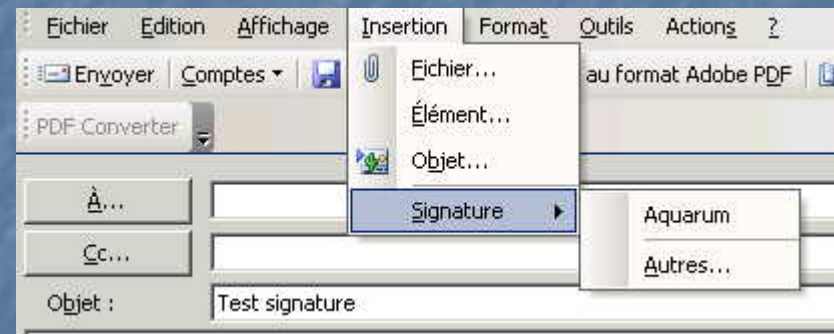 Fichier Edition Affichage Insertion Format Outils Actions ?
Envoyer Comptes au format Adobe PDF
Fichier...
PDF Converter
Élément...
Objet...
À...
Signature Aquarum
Cc...
Autres...
Objet : Test signature